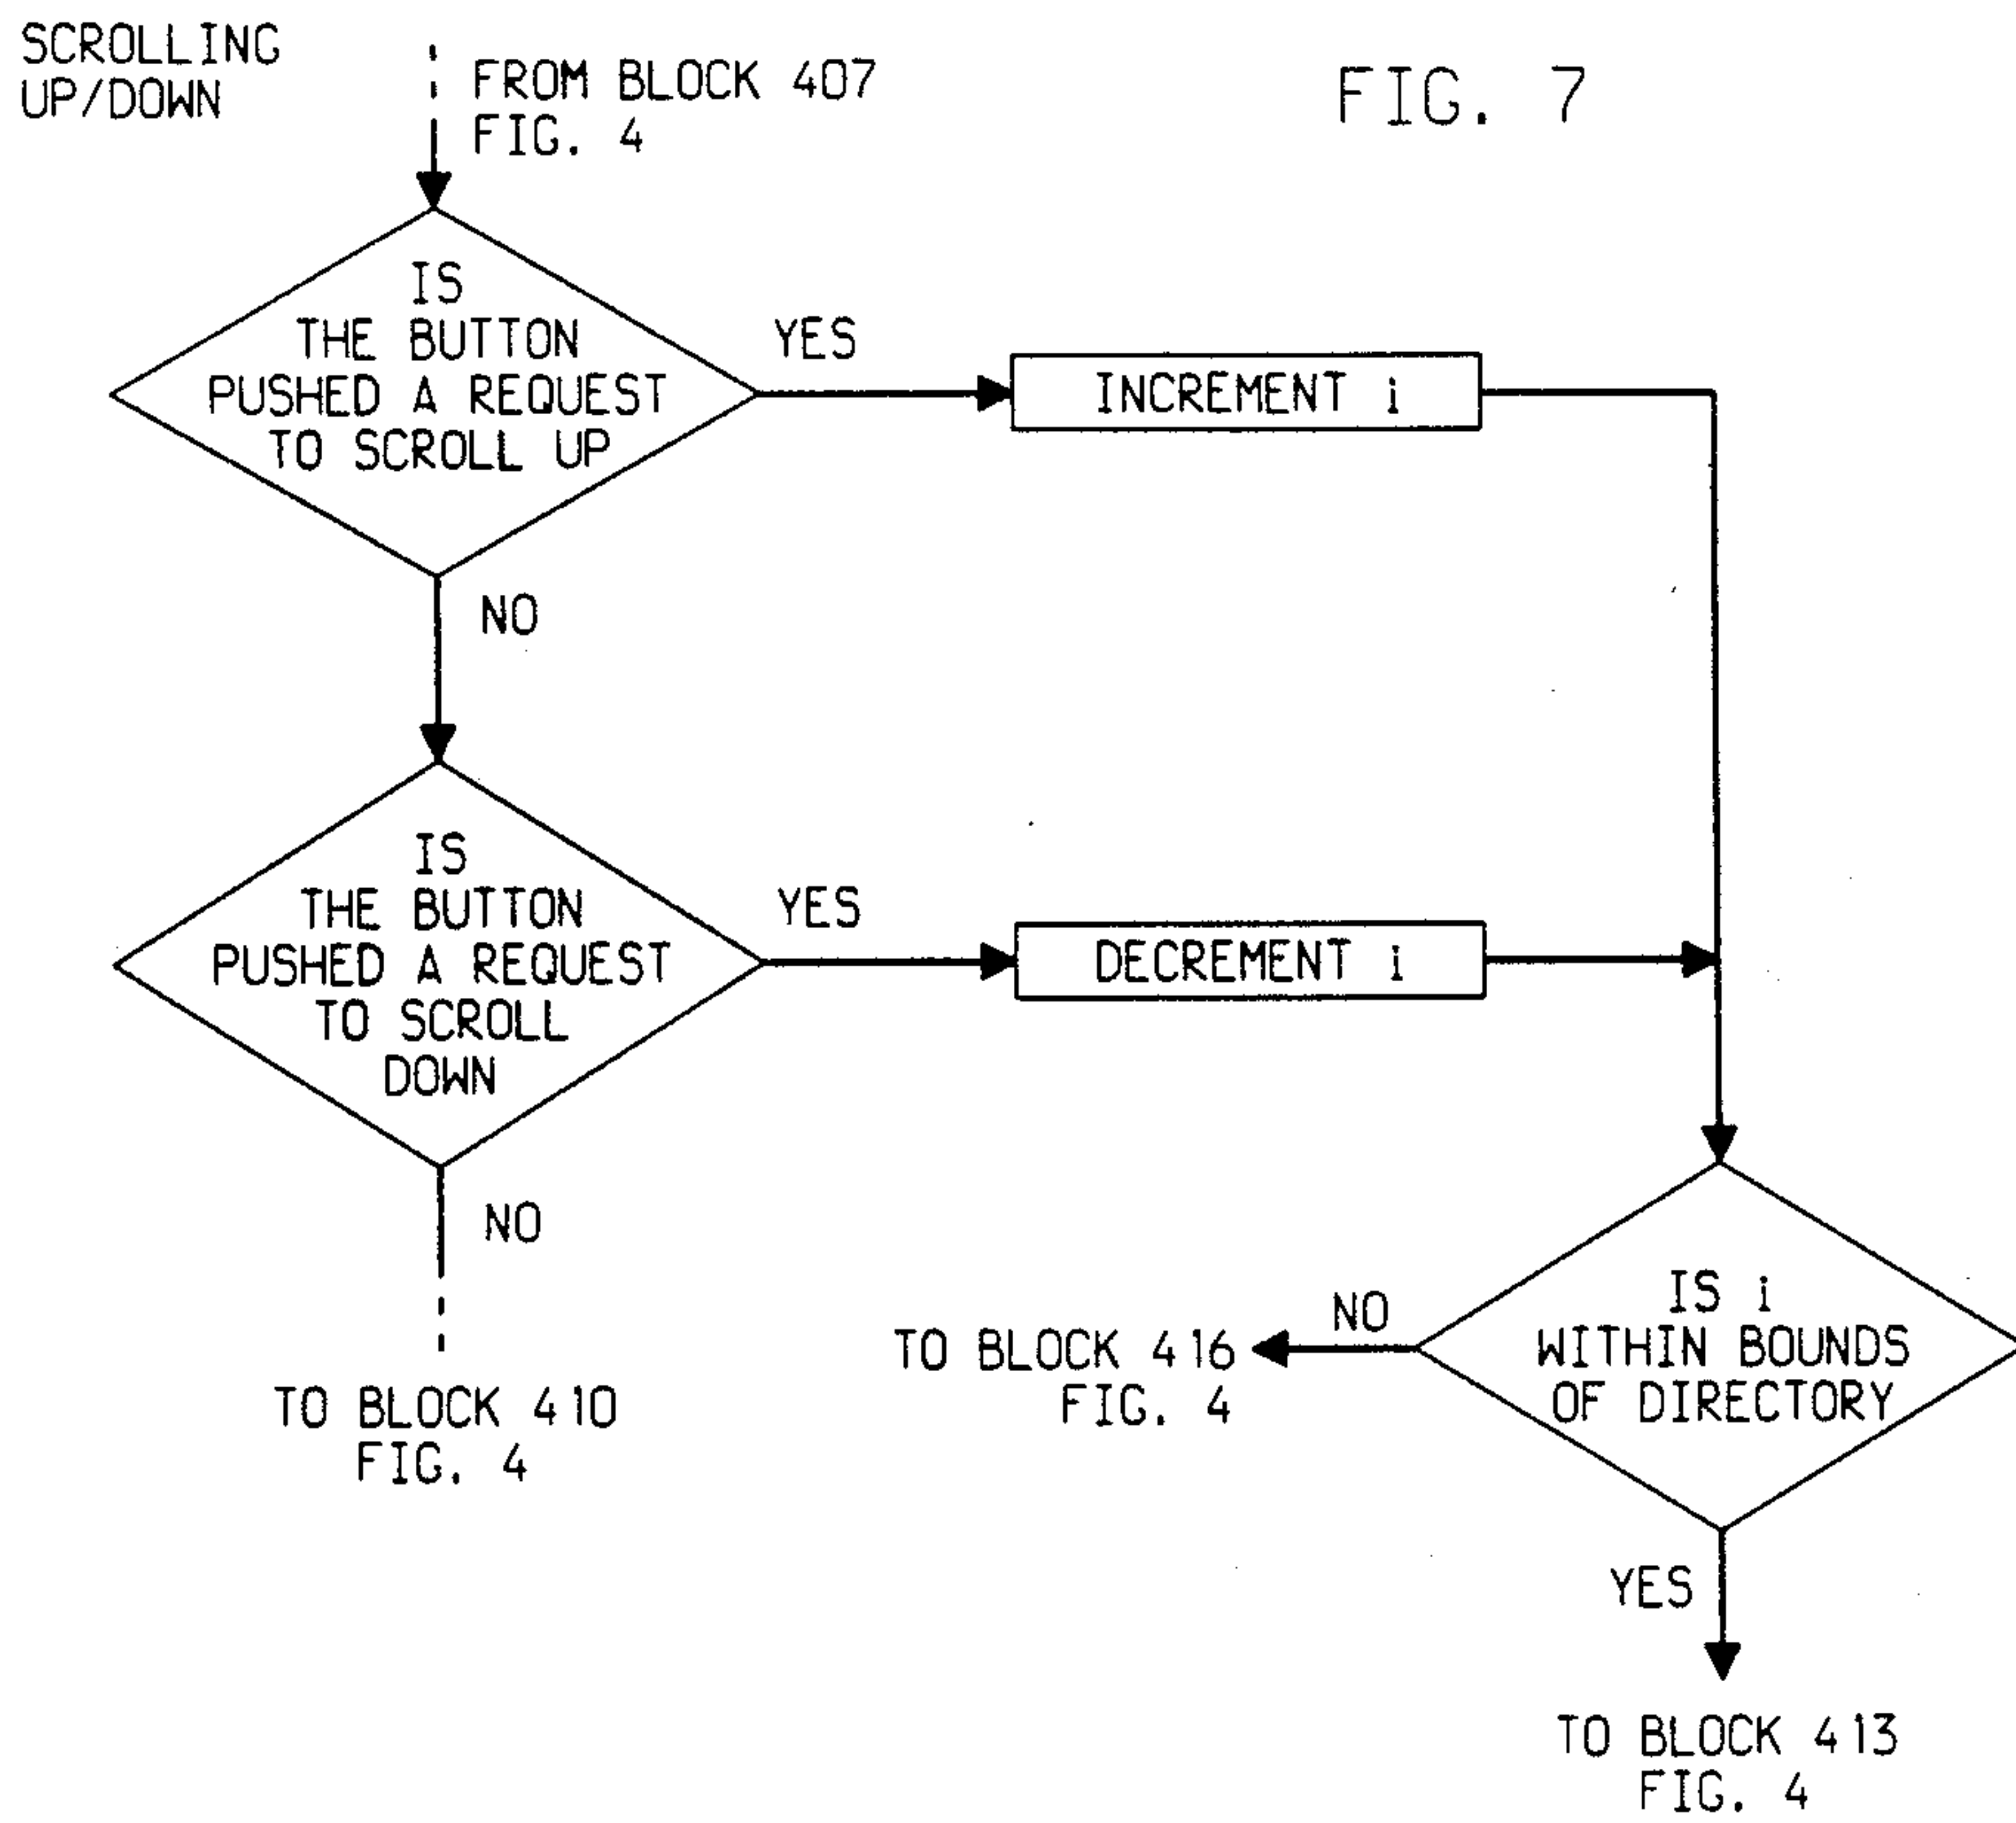 SCROLLING
UP/DOWN
FROM BLOCK 407
FIG. 4
FIG. 7
IS
THE BUTTON
PUSHED A REQUEST
TO SCROLL UP
YES
INCREMENT i
NO
IS
THE BUTTON
PUSHED A REQUEST
TO SCROLL
DOWN
YES
DECREMENT i
NO
TO BLOCK 410
FIG. 4
IS i
WITHIN BOUNDS
OF DIRECTORY
NO
TO BLOCK 416
FIG. 4
YES
TO BLOCK 413
FIG. 4